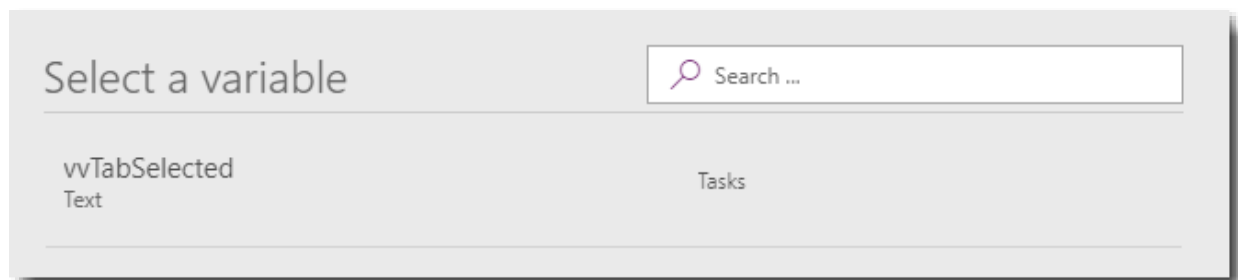 Select a variable
Search ...
vvTabSelected
Text
Tasks